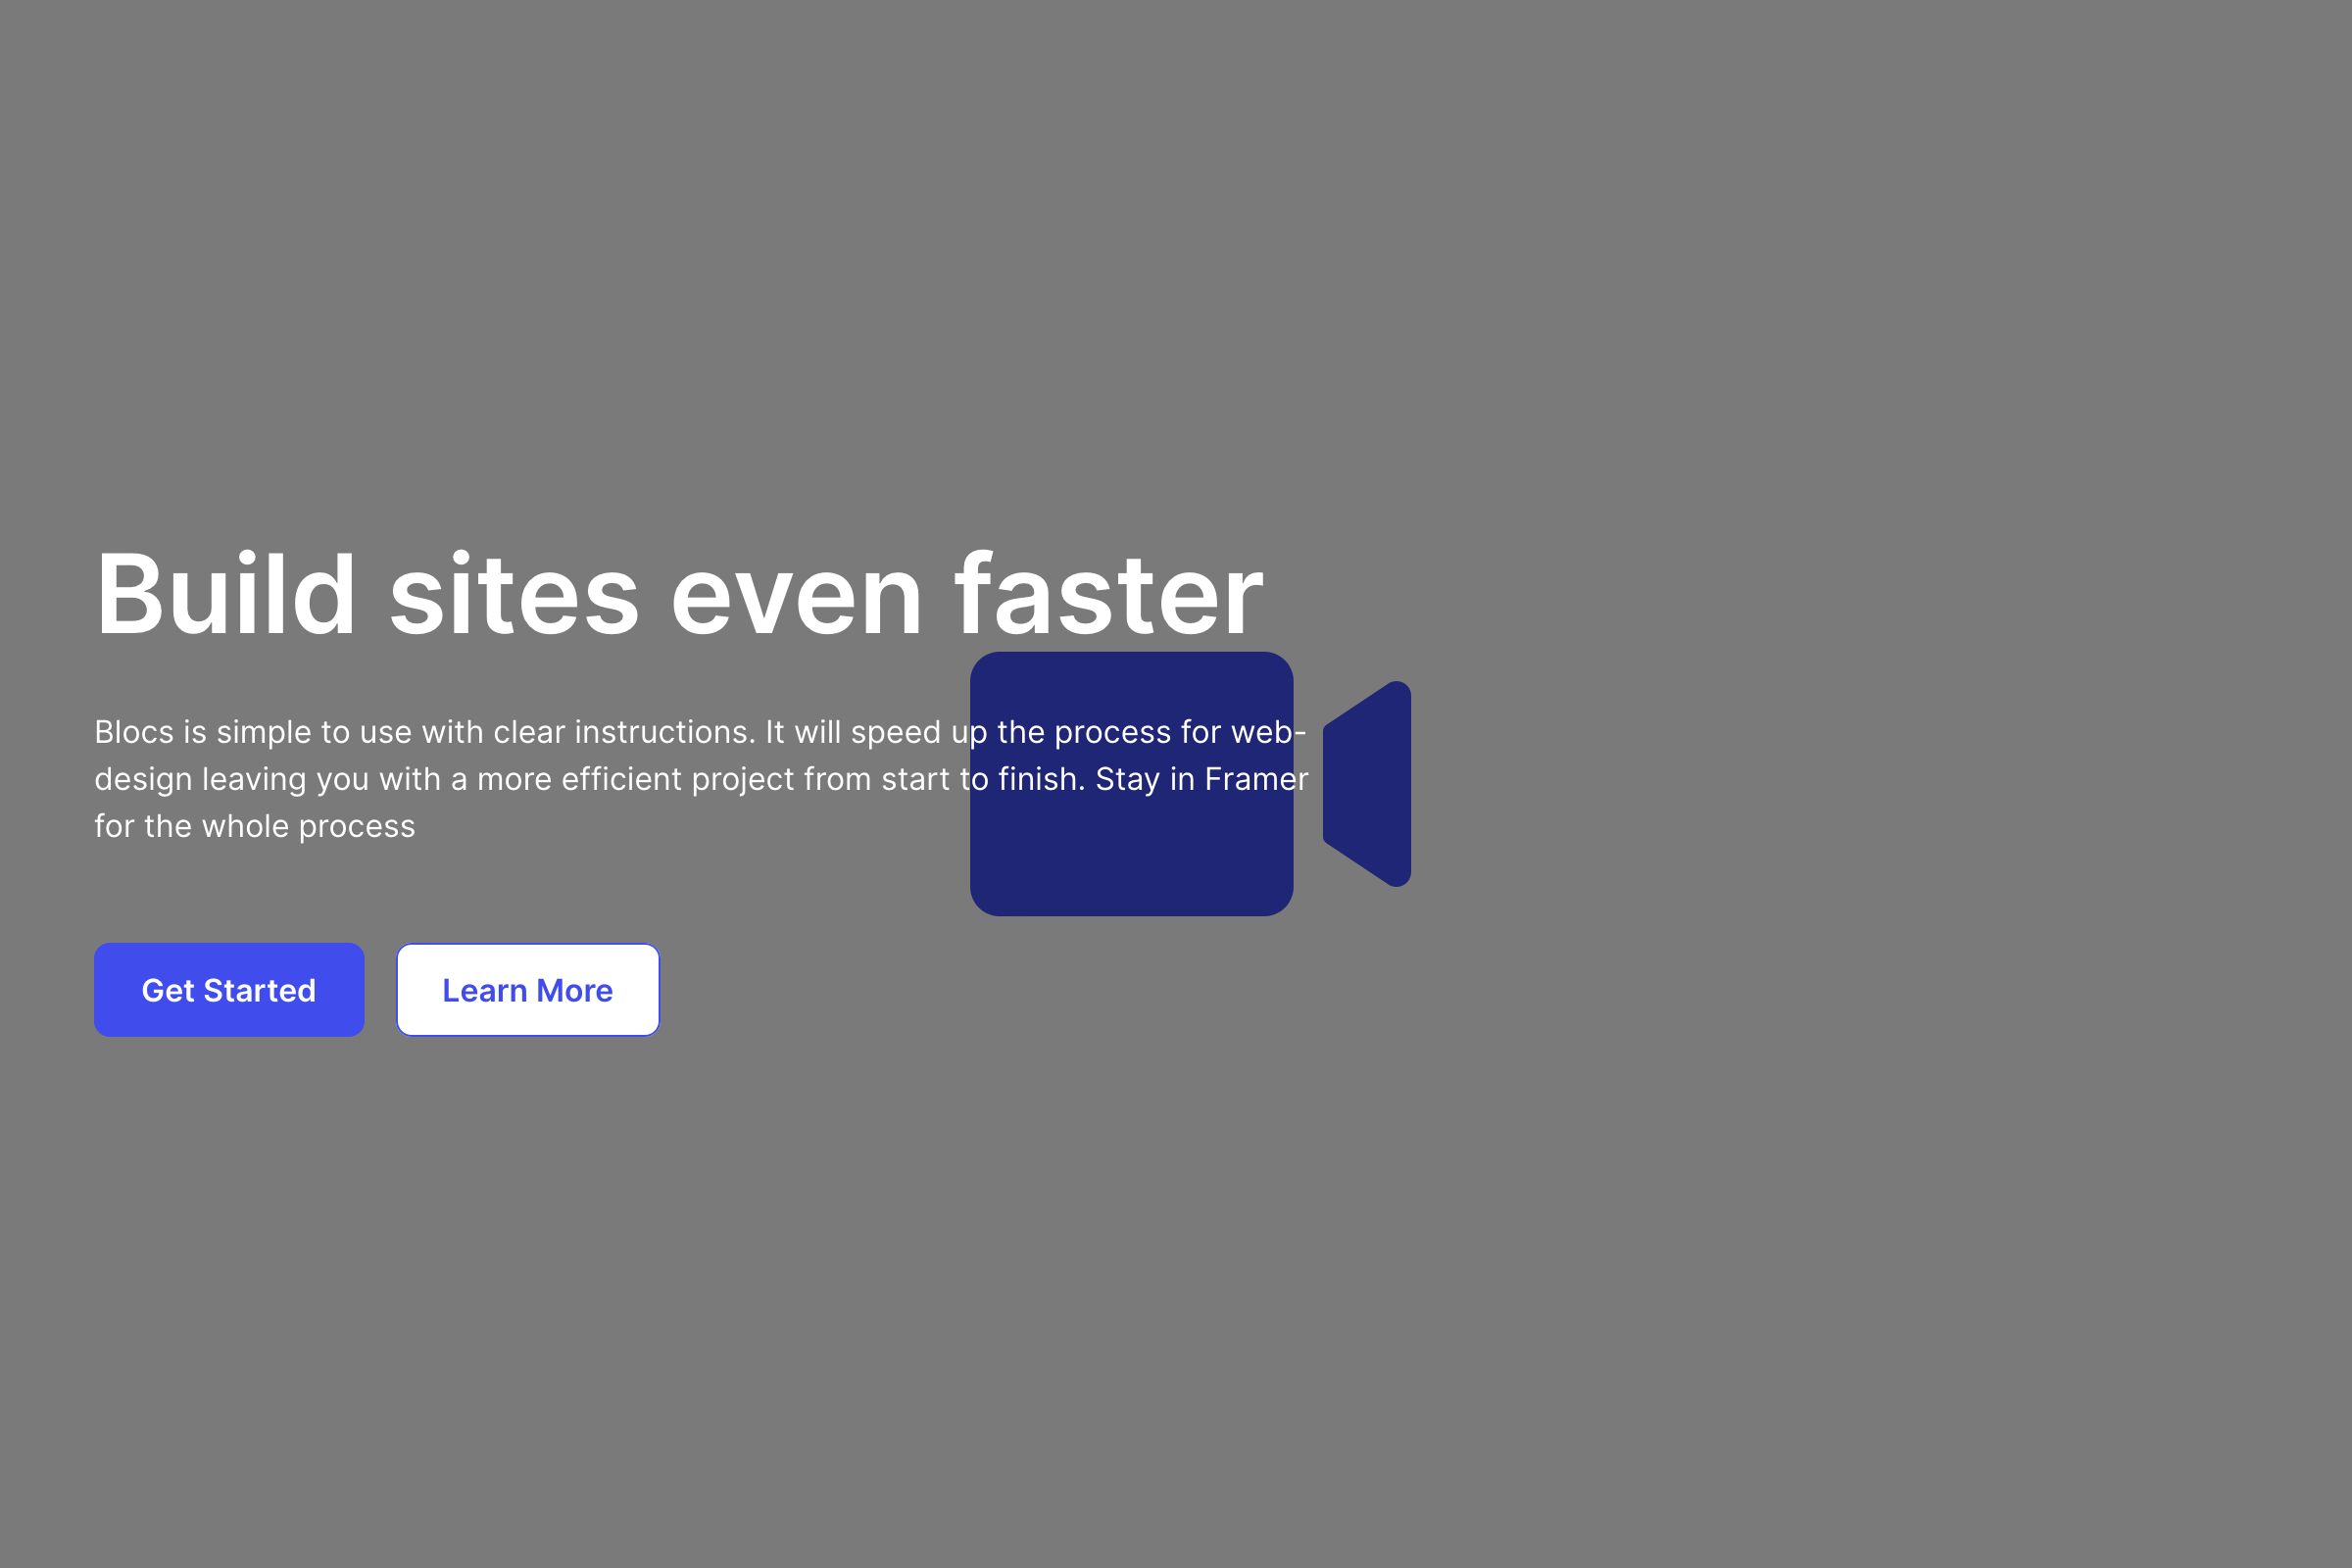 Build sites even faster
Blocs is simple to use with clear instructions. It will speed up the process for web-
design leaving you with a more efficient project from start to finish. Stay in Framer
for the whole process
Get Started
Learn More